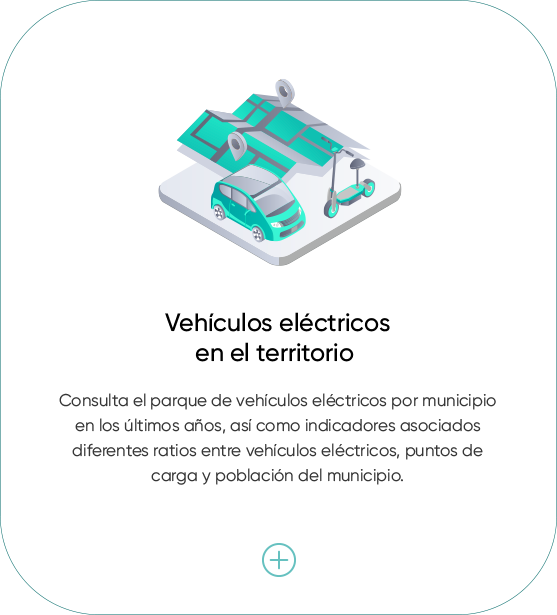 Vehículos eléctricos
en el territorio
Consulta el parque de vehículos eléctricos por municipio
en los últimos años, así como indicadores asociados
diferentes ratios entre vehículos eléctricos, puntos de
carga y población del municipio.